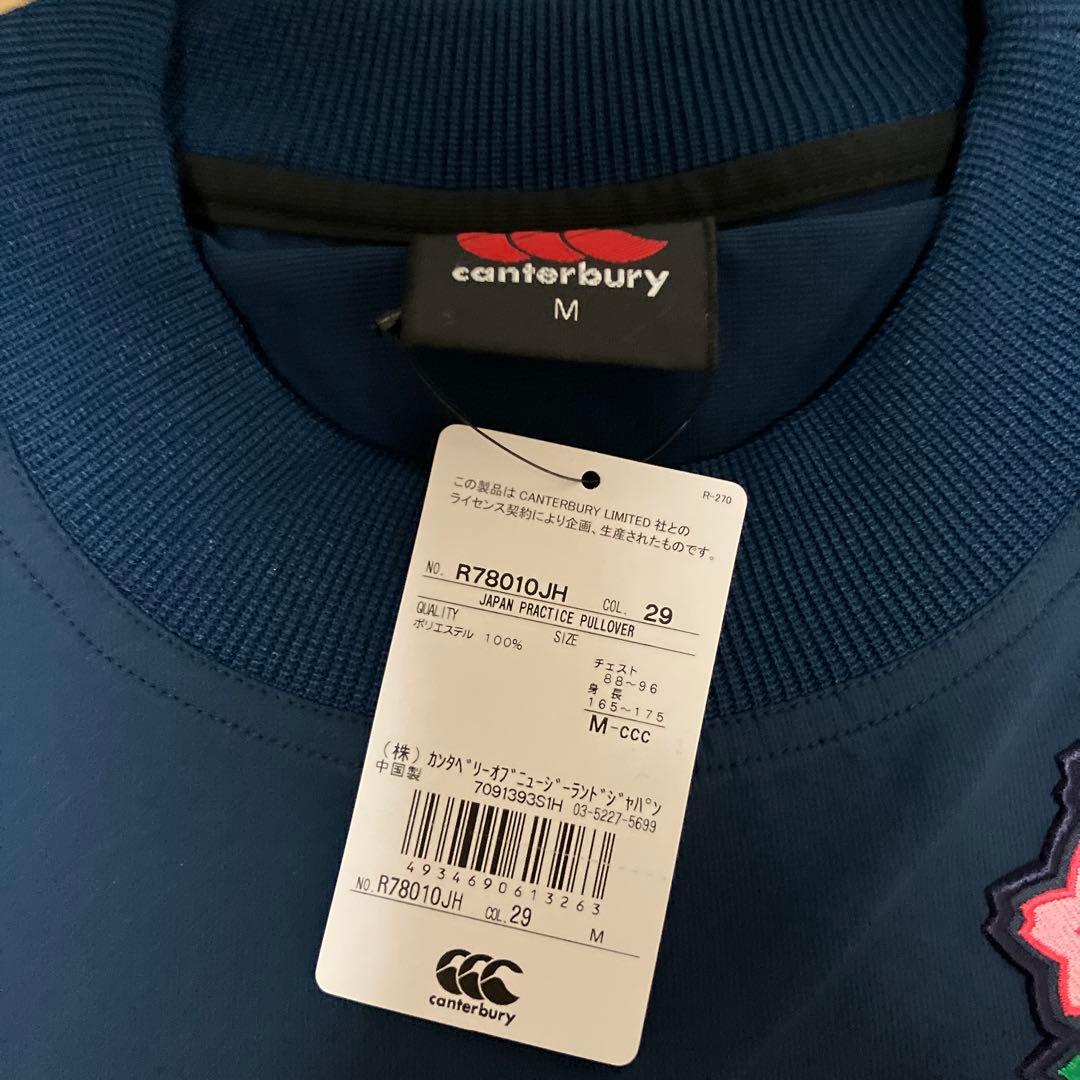 canterbury
M
R-270
この製品は CANTERBURY LIMITED 社との
ライセンス契約により企画、生産されたものです。
NO. R78010JH COL. 29
JAPAN PRACTICE PULLOVER
QUALITY SIZE
ポリエステル 100%
チェスト
88～96
身長
165～175
M-CCC
(株)カンタベリーオブニュージーランドジャパン
中国製 7091393S1H 03-5227-5699
4934690613263
NO. R78010JH COL. 29 M
CCC
canterbury